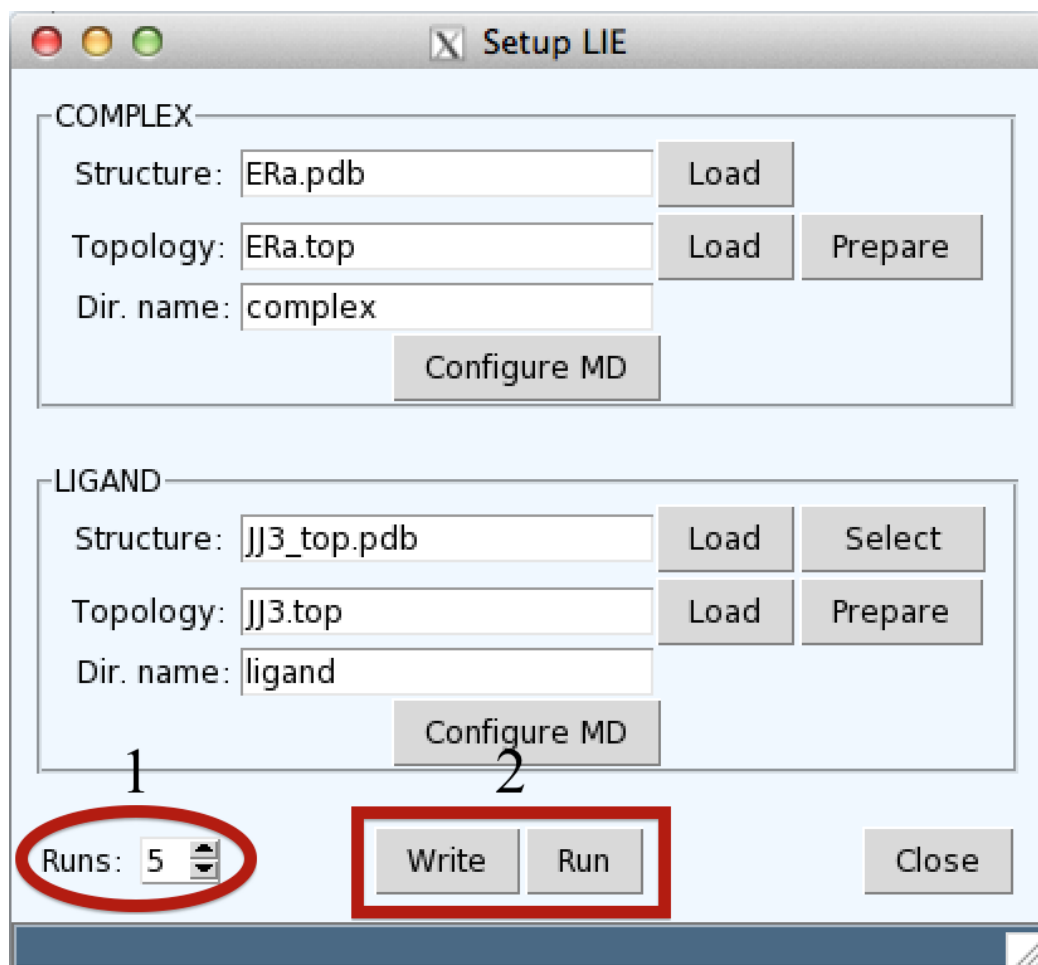 Setup LIE
COMPLEX
Structure: ERa.pdb Load
Topology: ERa.top Load Prepare
Dir. name: complex
Configure MD
LIGAND
Structure: JJ3_top.pdb Load Select
Topology: JJ3.top Load Prepare
Dir. name: ligand
Configure MD
1 2
Runs: 5 Write Run Close